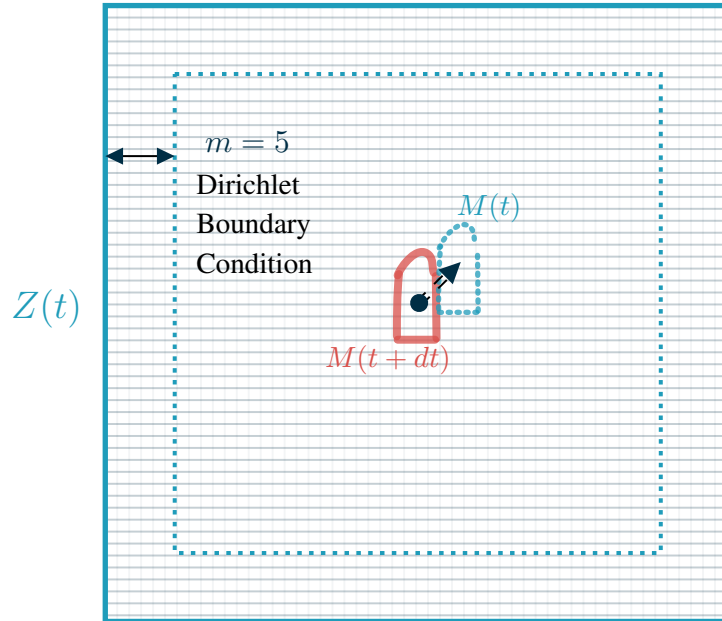 m = 5
Dirichlet
Boundary
Condition
M(t)
Z(t)
M(t + dt)